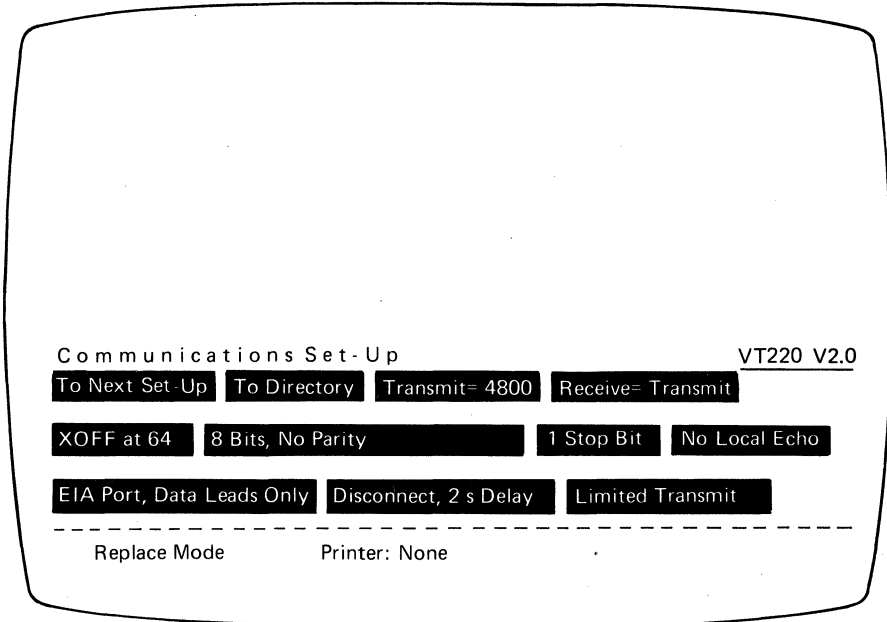 Communications Set-Up VT220 V2.0
To Next Set-Up To Directory Transmit= 4800 Receive= Transmit
XOFF at 64 8 Bits, No Parity 1 Stop Bit No Local Echo
EIA Port, Data Leads Only Disconnect, 2 s Delay Limited Transmit
Replace Mode Printer: None